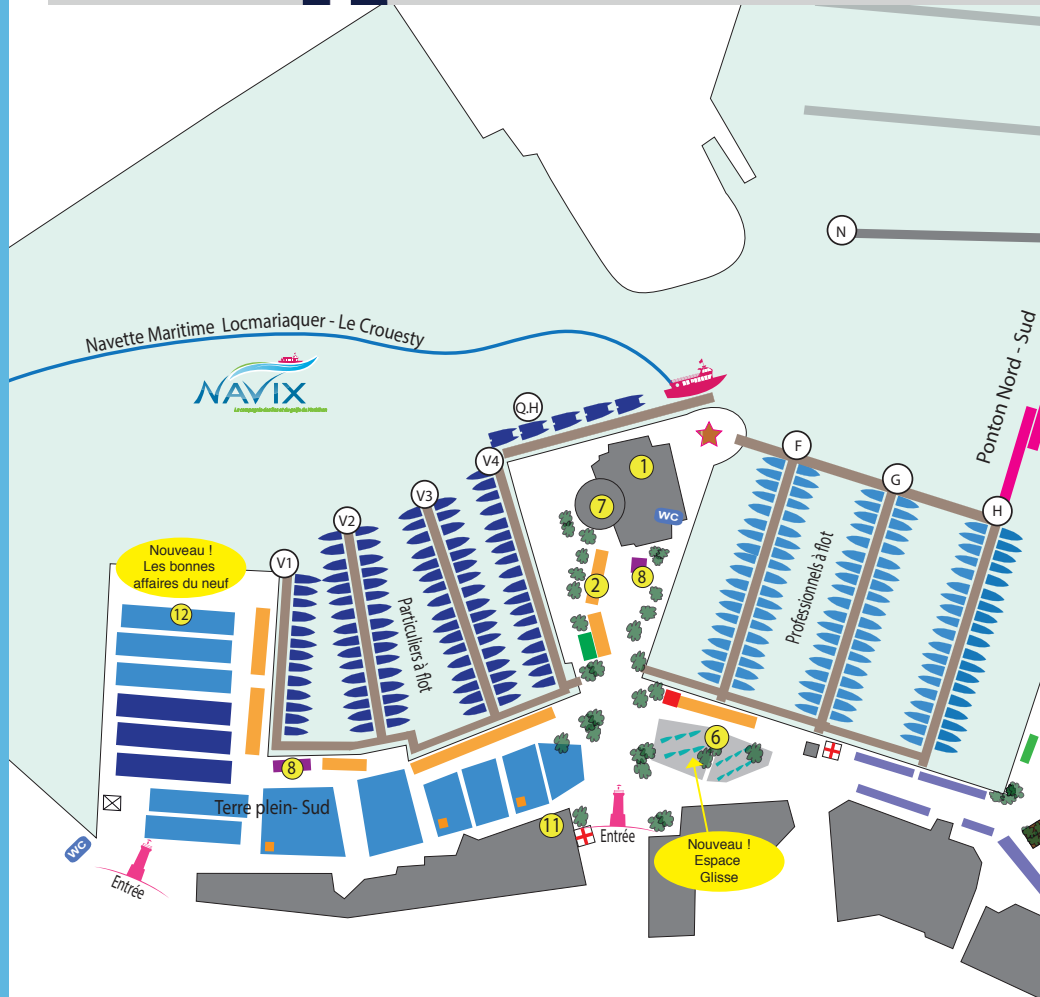 N
Ponton Nord - Sud
Navette Maritime Locmariaquer - Le Crouesty
NAVIX
Q.H
V4
V3
V2
V1
F
G
H
1
7
WC
2
8
Particuliers à flot
Professionnels à flot
Nouveau !
Les bonnes
affaires du neuf
12
6
8
Terre plein- Sud
11
Entrée
WC
Entrée
Nouveau !
Espace
Glisse